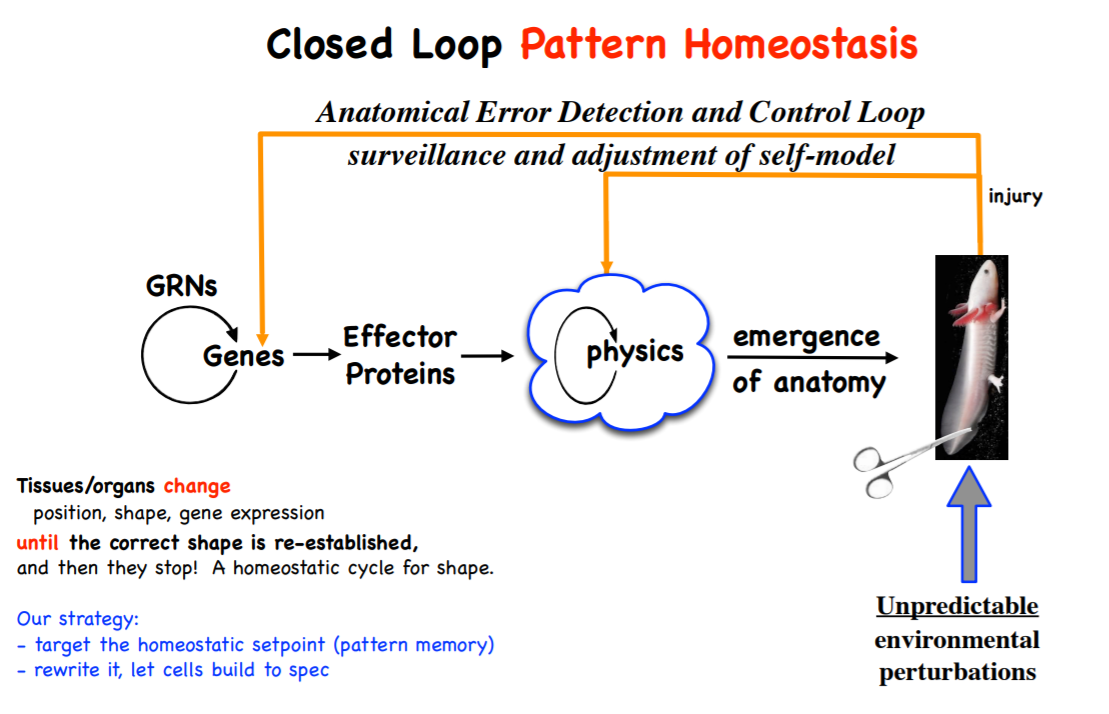 Closed Loop Pattern Homeostasis
Anatomical Error Detection and Control Loop
surveillance and adjustment of self-model
injury
GRNs
Genes
Effector
Proteins
physics
emergence
of anatomy
Tissues/organs change
position, shape, gene expression
until the correct shape is re-established,
and then they stop! A homeostatic cycle for shape.
Our strategy:
- target the homeostatic setpoint (pattern memory)
- rewrite it, let cells build to spec
Unpredictable
environmental
perturbations